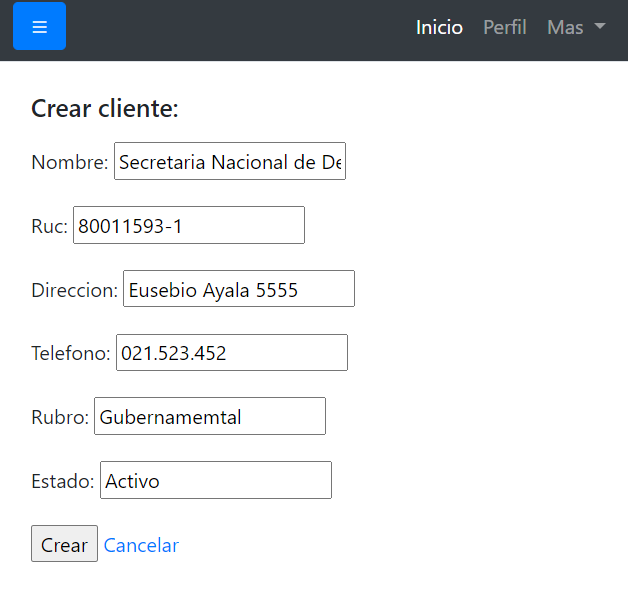 Inicio Perfil Mas
Crear cliente:
Nombre: Secretaria Nacional de De
Ruc: 80011593-1
Direccion: Eusebio Ayala 5555
Telefono: 021.523.452
Rubro: Gubernamemtal
Estado: Activo
Crear Cancelar